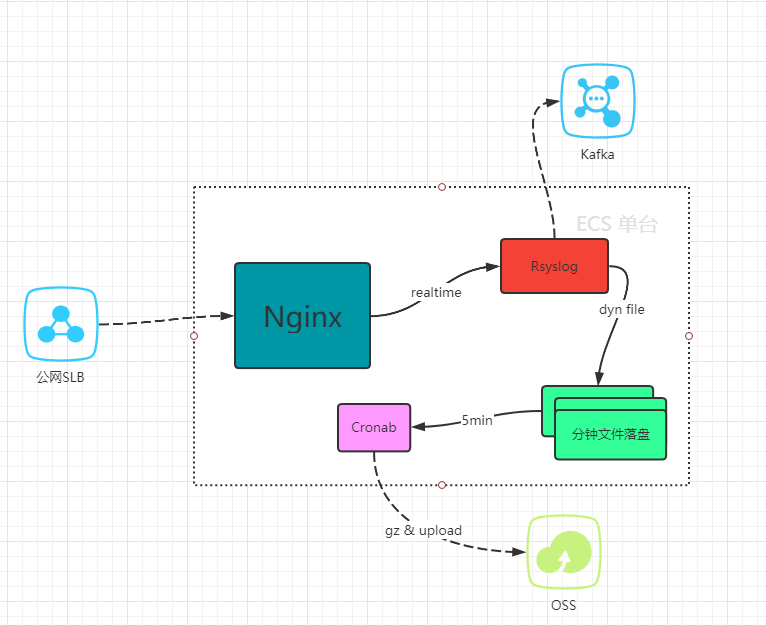 Kafka
ECS 单台
Rsyslog
realtime
Nginx
dyn file
公网SLB
Cronab
5min
分钟文件落盘
gz & upload
OSS